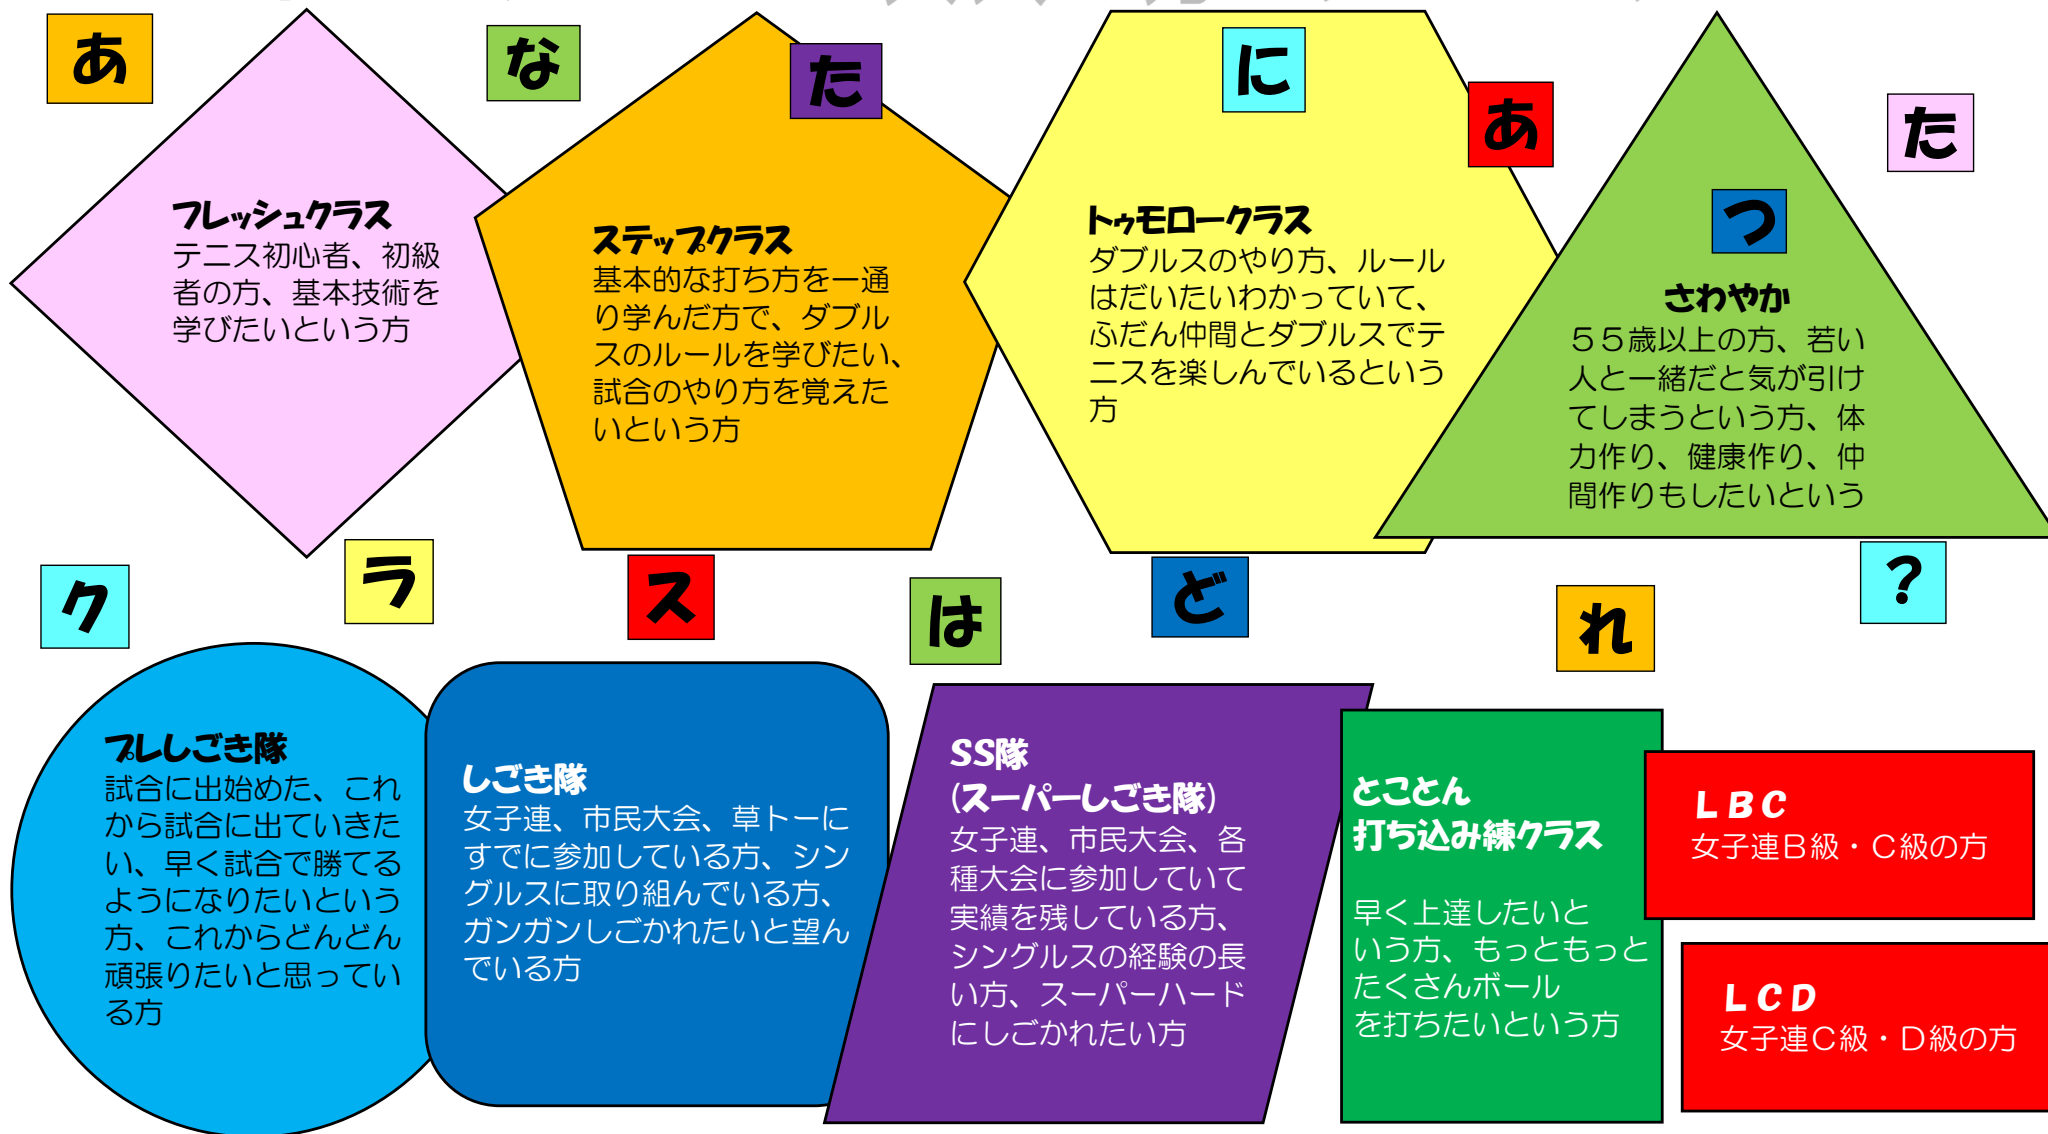 あなたにあったクラスはどれ？
フレッシュクラス
テニス初心者、初級
者の方、基本技術を
学びたいという方
ステップクラス
基本的な打ち方を一通
り学んだ方で、ダブル
スのルールを学びたい、
試合のやり方を覚えた
いという方
トゥモロークラス
ダブルスのやり方、ルール
はだいたいわかっていて、
ふだん仲間とダブルスでテ
ニスを楽しんでいるという
方
さわやか
５５歳以上の方、若い
人と一緒だと気が引け
てしまうという方、体
力作り、健康作り、仲
間作りもしたいという
プレしごき隊
試合に出始めた、これ
から試合に出ていきた
い、早く試合で勝てる
ようになりたいという
方、これからどんどん
頑張りたいと思ってい
る方
しごき隊
女子連、市民大会、草トーに
すでに参加している方、シン
グルスに取り組んでいる方、
ガンガンしごかれたいと望ん
でいる方
SS隊
(スーパーしごき隊)
女子連、市民大会、各
種大会に参加していて
実績を残している方、
シングルスの経験の長
い方、スーパーハード
にしごかれたい方
とことん
打ち込み練クラス
早く上達したいと
いう方、もっともっと
たくさんボール
を打ちたいという方
ＬＢＣ
女子連Ｂ級・Ｃ級の方
ＬＣＤ
女子連Ｃ級・Ｄ級の方